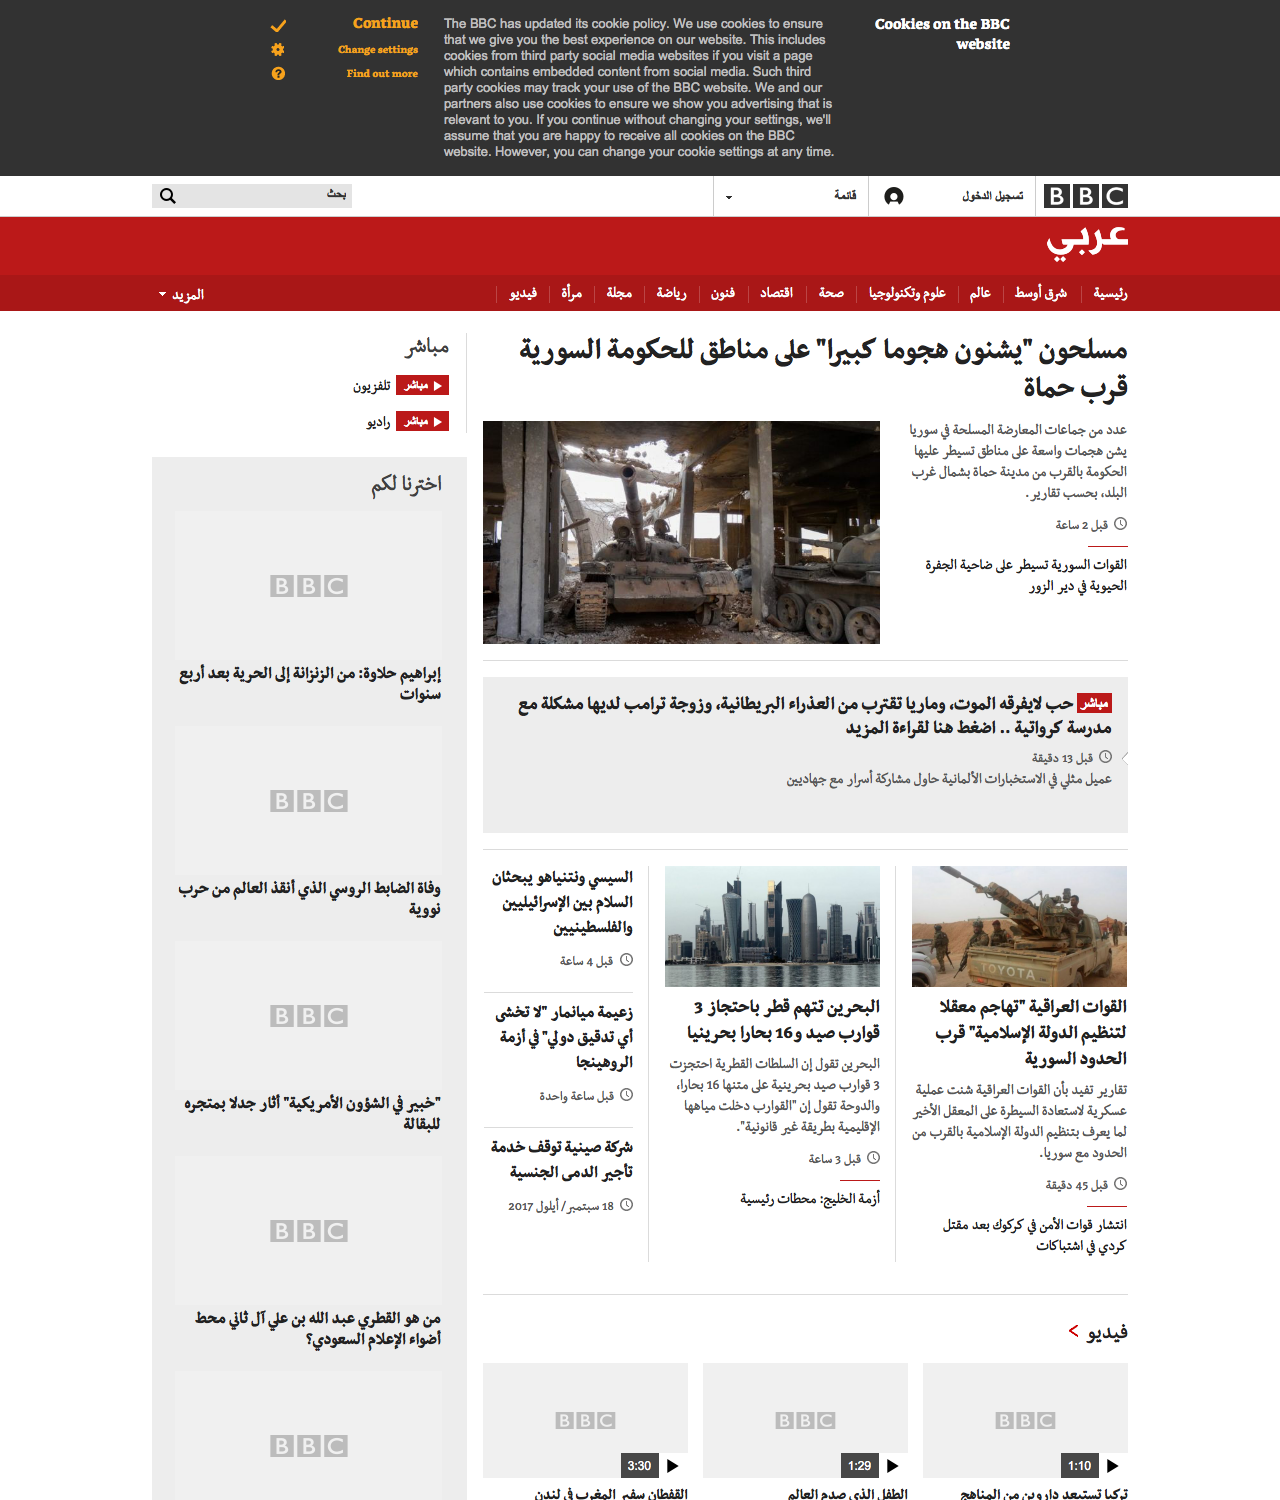 Cookies on the BBC
website
The BBC has updated its cookie policy. We use cookies to ensure
that we give you the best experience on our website. This includes
cookies from third party social media websites if you visit a page
which contains embedded content from social media. Such third
party cookies may track your use of the BBC website. We and our
partners also use cookies to ensure we show you advertising that is
relevant to you. If you continue without changing your settings, we'll
assume that you are happy to receive all cookies on the BBC
website. However, you can change your cookie settings at any time.
Continue
Change settings
Find out more
BBC
تسجيل الدخول
قائمة
بحث
عربي
رئيسية
شرق أوسط
عالم
علوم وتكنولوجيا
صحة
اقتصاد
فنون
رياضة
مجلة
مرأة
فيديو
المزيد
مسلحون "يشنون هجوما كبيرا" على مناطق للحكومة السورية
قرب حماة
عدد من جماعات المعارضة المسلحة في سوريا
يشن هجمات واسعة على مناطق تسيطر عليها
الحكومة بالقرب من مدينة حماة بشمال غرب
البلد، بحسب تقارير.
قبل 2 ساعة
القوات السورية تسيطر على ضاحية الجفرة
الحيوية في دير الزور
مباشر حب لايفرقه الموت، وماريا تقترب من العذراء البريطانية، وزوجة ترامب لديها مشكلة مع
مدرسة كرواتية .. اضغط هنا لقراءة المزيد
قبل 13 دقيقة
عميل مثلي في الاستخبارات الألمانية حاول مشاركة أسرار مع جهاديين
TOYOTA
القوات العراقية "تهاجم معقلا
لتنظيم الدولة الإسلامية" قرب
الحدود السورية
تقارير تفيد بأن القوات العراقية شنت عملية
عسكرية لاستعادة السيطرة على المعقل الأخير
لما يعرف بتنظيم الدولة الإسلامية بالقرب من
الحدود مع سوريا.
قبل 45 دقيقة
انتشار قوات الأمن في كركوك بعد مقتل
كردي في اشتباكات
البحرين تتهم قطر باحتجاز 3
قوارب صيد و16 بحارا بحرينيا
البحرين تقول إن السلطات القطرية احتجزت
3 قوارب صيد بحرينية على متنها 16 بحارا،
والدوحة تقول إن "القوارب دخلت مياهها
الإقليمية بطريقة غير قانونية".
قبل 3 ساعة
أزمة الخليج: محطات رئيسية
السيسي ونتنياهو يبحثان
السلام بين الإسرائيليين
والفلسطينيين
قبل 4 ساعة
زعيمة ميانمار "لا تخشى
أي تدقيق دولي" في أزمة
الروهينجا
قبل ساعة واحدة
شركة صينية توقف خدمة
تأجير الدمى الجنسية
18 سبتمبر/ أيلول 2017
فيديو
BBC
1:10
تركيا تستبعد داروين من المناهج
BBC
1:29
الطفل الذي صدم العالم
BBC
3:30
القفطان سفير المغرب في لندن
مباشر
مباشر تلفزيون
مباشر راديو
اخترنا لكم
BBC
إبراهيم حلاوة: من الزنزانة إلى الحرية بعد أربع
سنوات
BBC
وفاة الضابط الروسي الذي أنقذ العالم من حرب
نووية
BBC
"خبير في الشؤون الأمريكية" أثار جدلا بمتجره
للبقالة
BBC
من هو القطري عبد الله بن علي آل ثاني محط
أضواء الإعلام السعودي؟
BBC